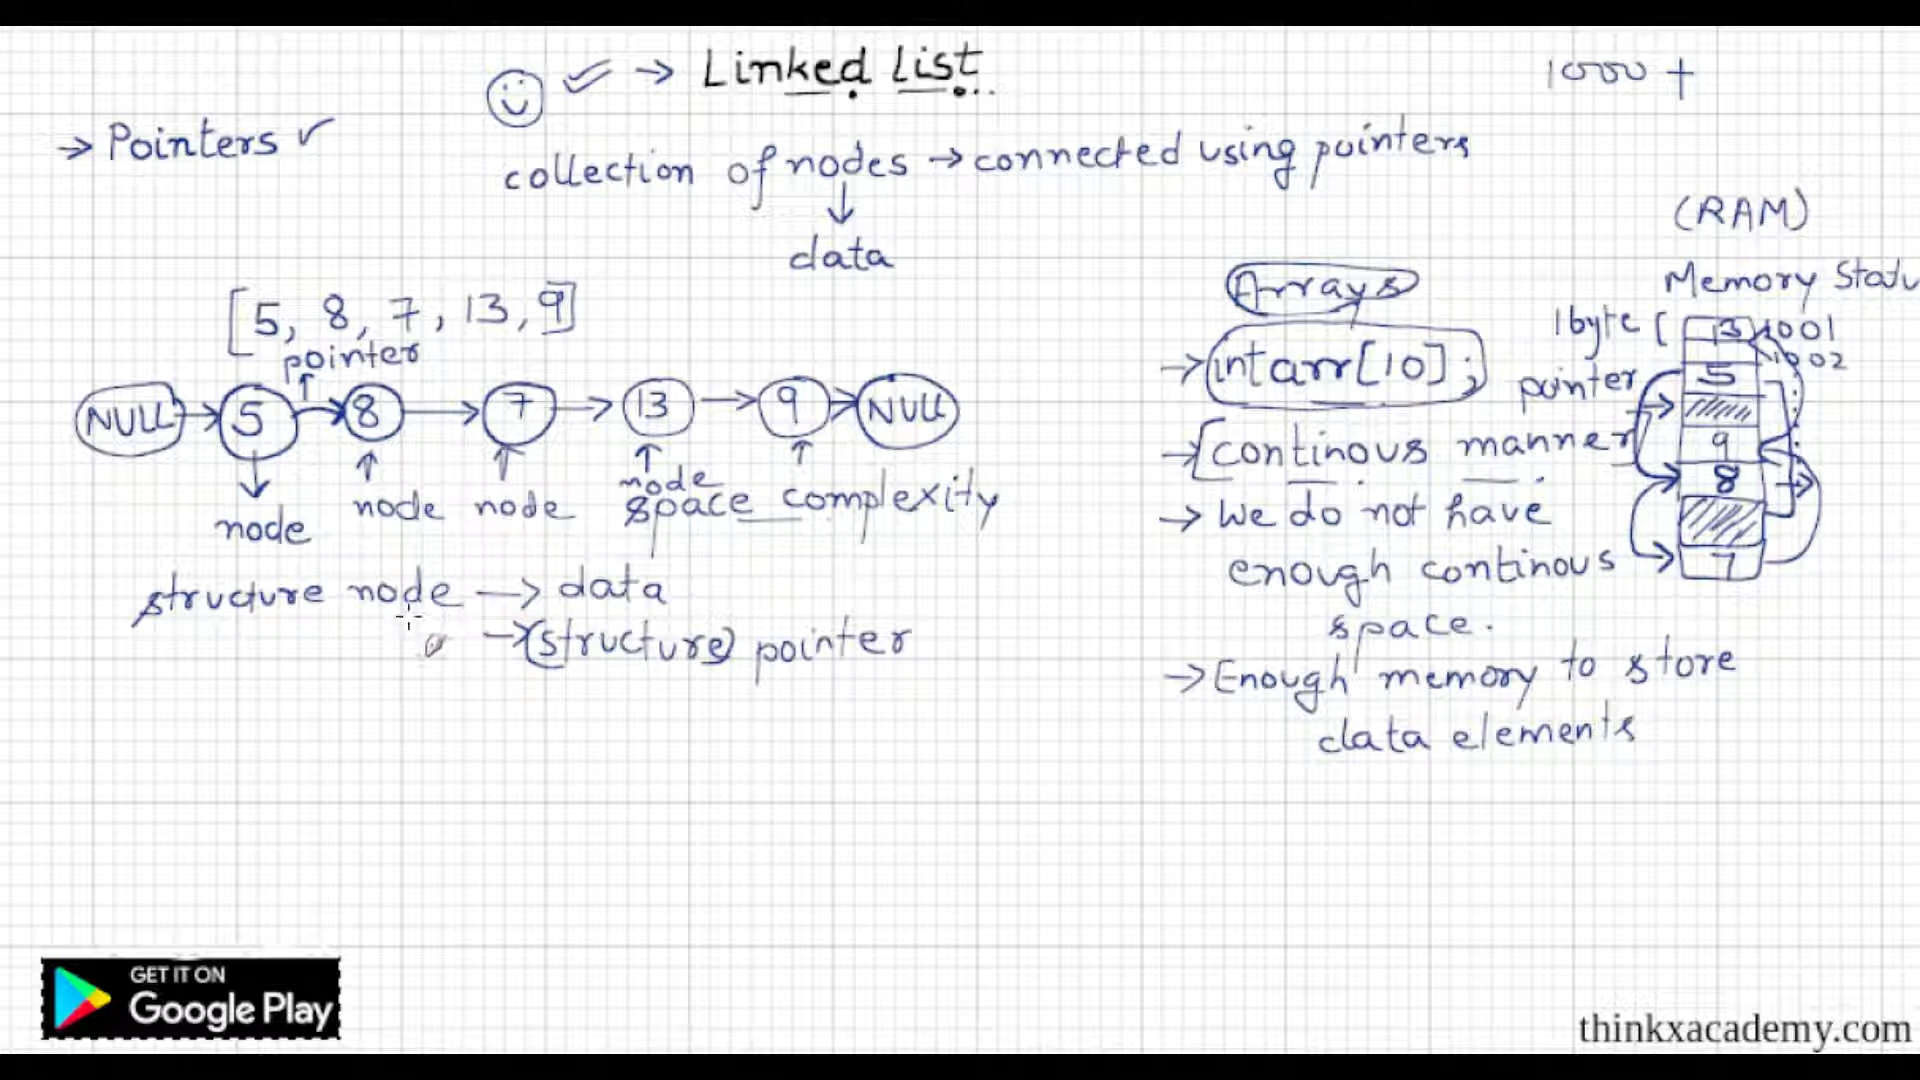 → Linked List
1000 +
→ Pointers ✓
collection of nodes → connected using pointers
↓
data
(RAM)
Memory Statu
[5, 8, 7, 13, 9]
pointer
NULL → 5 → 8 → 7 → 13 → 9 → NULL
node
node
node
node
space complexity
structure node → data
→ (structure) pointer
Arrays
→ int arr[10];
→ [continous manner
→ We do not have
enough continous
space.
→ Enough memory to store
data elements
1byte [
13 1001
1002
pointer
5
9
8
7
GET IT ON
Google Play
thinkxacademy.com